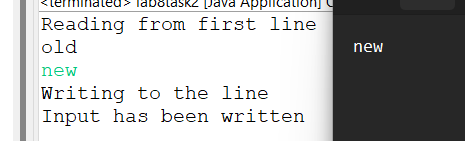 <terminated> lab8task2 [Java Application] C
Reading from first line
old
new
Writing to the line
Input has been written
new